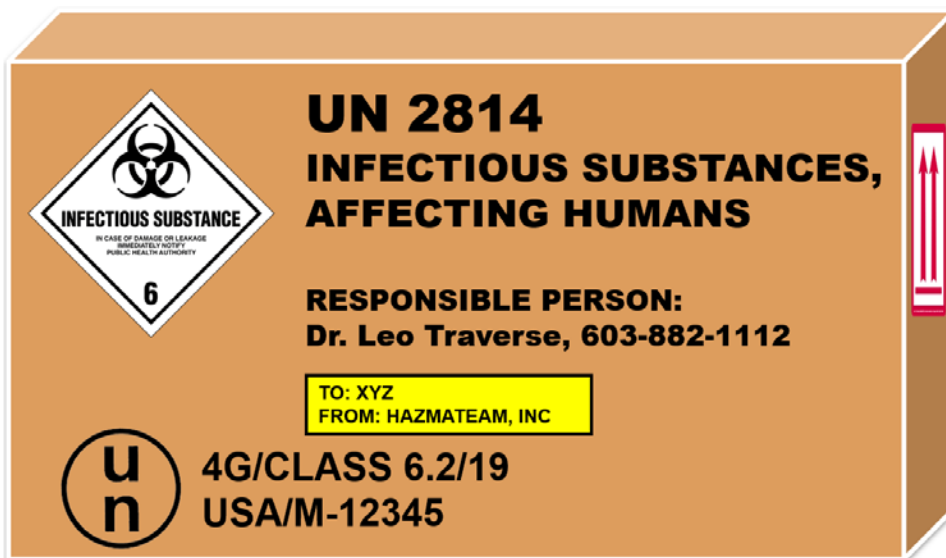 UN 2814
INFECTIOUS SUBSTANCES,
AFFECTING HUMANS
INFECTIOUS SUBSTANCE
IN CASE OF DAMAGE OR LEAKAGE
IMMEDIATELY NOTIFY
PUBLIC HEALTH AUTHORITY
6
RESPONSIBLE PERSON:
Dr. Leo Traverse, 603-882-1112
TO: XYZ
FROM: HAZMATEAM, INC
u
n
4G/CLASS 6.2/19
USA/M-12345